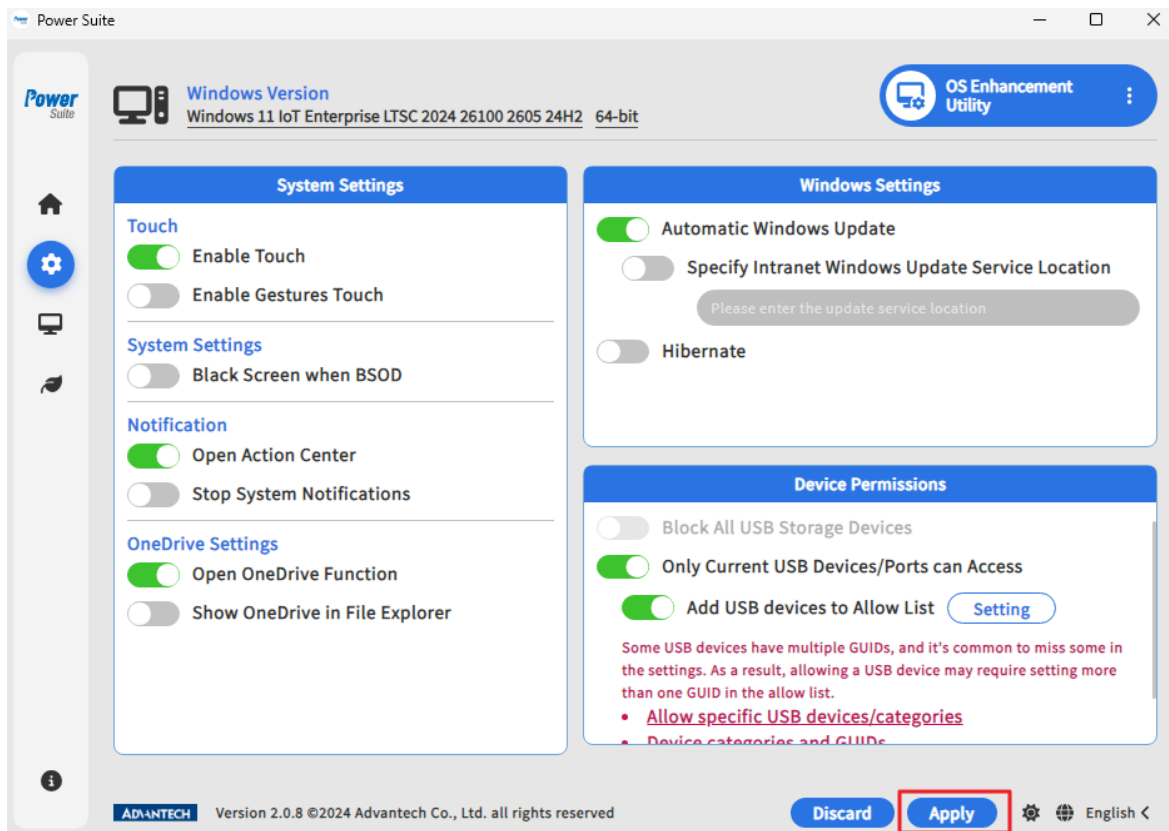 Power Suite
Power
Suite
Windows Version
Windows 11 IoT Enterprise LTSC 2024 26100 2605 24H2 64-bit
OS Enhancement
Utility
System Settings
Touch
Enable Touch
Enable Gestures Touch
System Settings
Black Screen when BSOD
Notification
Open Action Center
Stop System Notifications
OneDrive Settings
Open OneDrive Function
Show OneDrive in File Explorer
Windows Settings
Automatic Windows Update
Specify Intranet Windows Update Service Location
Please enter the update service location
Hibernate
Device Permissions
Block All USB Storage Devices
Only Current USB Devices/Ports can Access
Add USB devices to Allow List Setting
Some USB devices have multiple GUIDs, and it's common to miss some in
the settings. As a result, allowing a USB device may require setting more
than one GUID in the allow list.
• Allow specific USB devices/categories
• Device categories and GUIDs
ADVANTECH Version 2.0.8 ©2024 Advantech Co., Ltd. all rights reserved
Discard Apply English